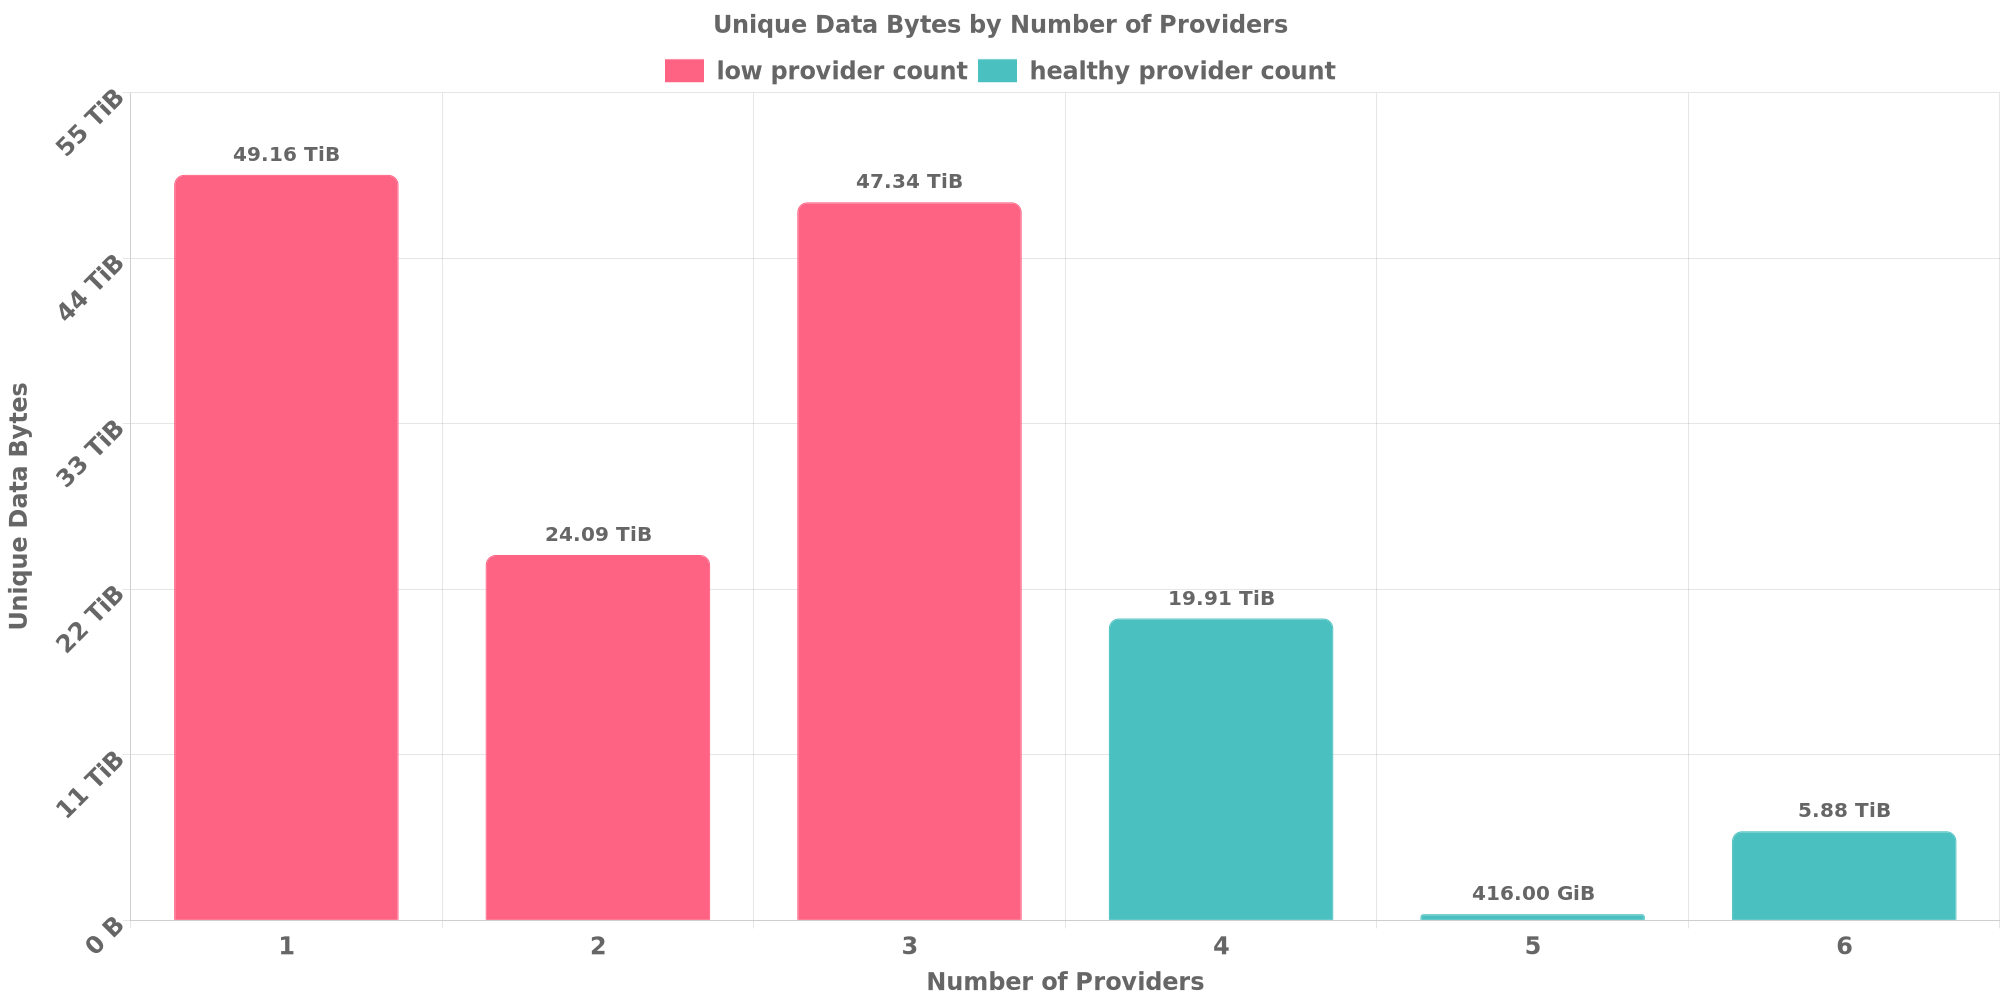 Unique Data Bytes by Number of Providers
low provider count healthy provider count
55 TiB
44 TiB
33 TiB
22 TiB
11 TiB
0 B
Unique Data Bytes
49.16 TiB
24.09 TiB
47.34 TiB
19.91 TiB
416.00 GiB
5.88 TiB
1 2 3 4 5 6
Number of Providers